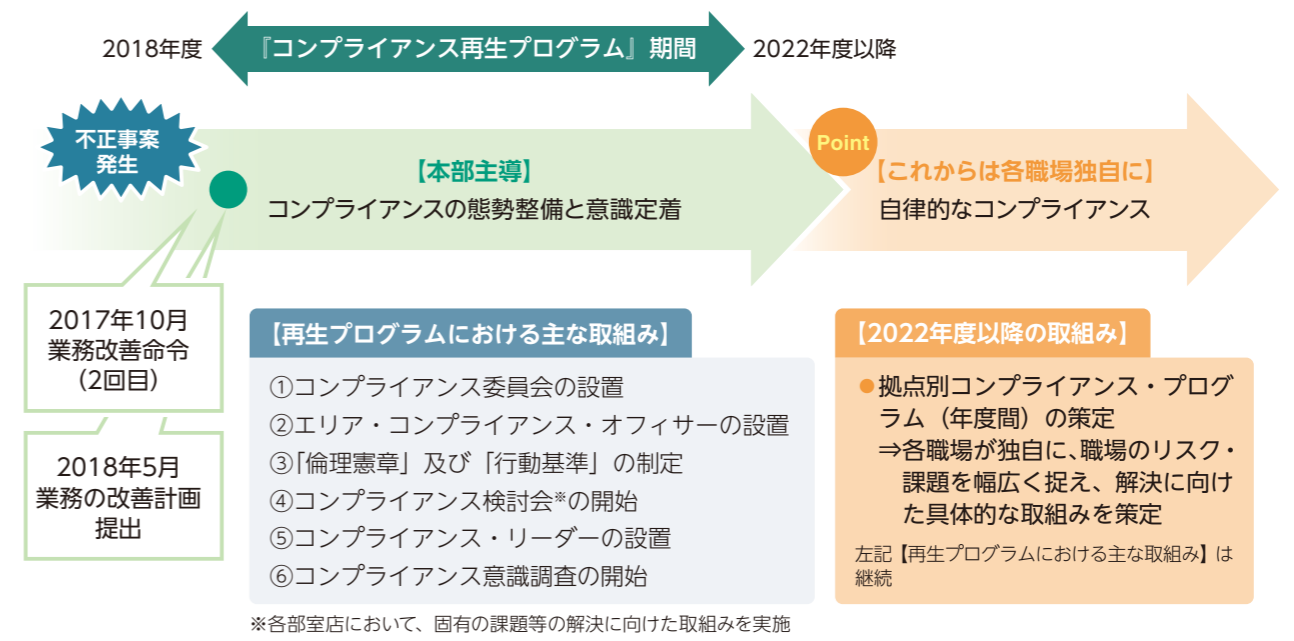 2018年度
『コンプライアンス再生プログラム』期間
2022年度以降
不正事案
発生
【本部主導】
コンプライアンスの態勢整備と意識定着
Point
【これからは各職場独自に】
自律的なコンプライアンス
2017年10月
業務改善命令
（2回目）
2018年5月
業務の改善計画
提出
【再生プログラムにおける主な取組み】
①コンプライアンス委員会の設置
②エリア・コンプライアンス・オフィサーの設置
③「倫理憲章」及び「行動基準」の制定
④コンプライアンス検討会※の開始
⑤コンプライアンス・リーダーの設置
⑥コンプライアンス意識調査の開始
※各部室店において、固有の課題等の解決に向けた取組みを実施
【2022年度以降の取組み】
●拠点別コンプライアンス・プログ
ラム（年度間）の策定
⇒各職場が独自に、職場のリスク・
課題を幅広く捉え、解決に向け
た具体的な取組みを策定
左記【再生プログラムにおける主な取組み】は
継続